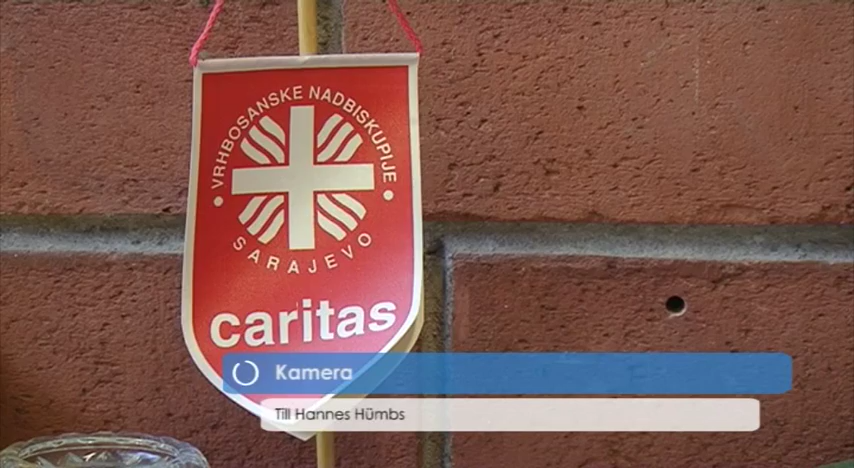 VRHBOSANSKE NADBISKUPIJE
SARAJEVO
caritas
Kamera
Till Hannes Hümbs